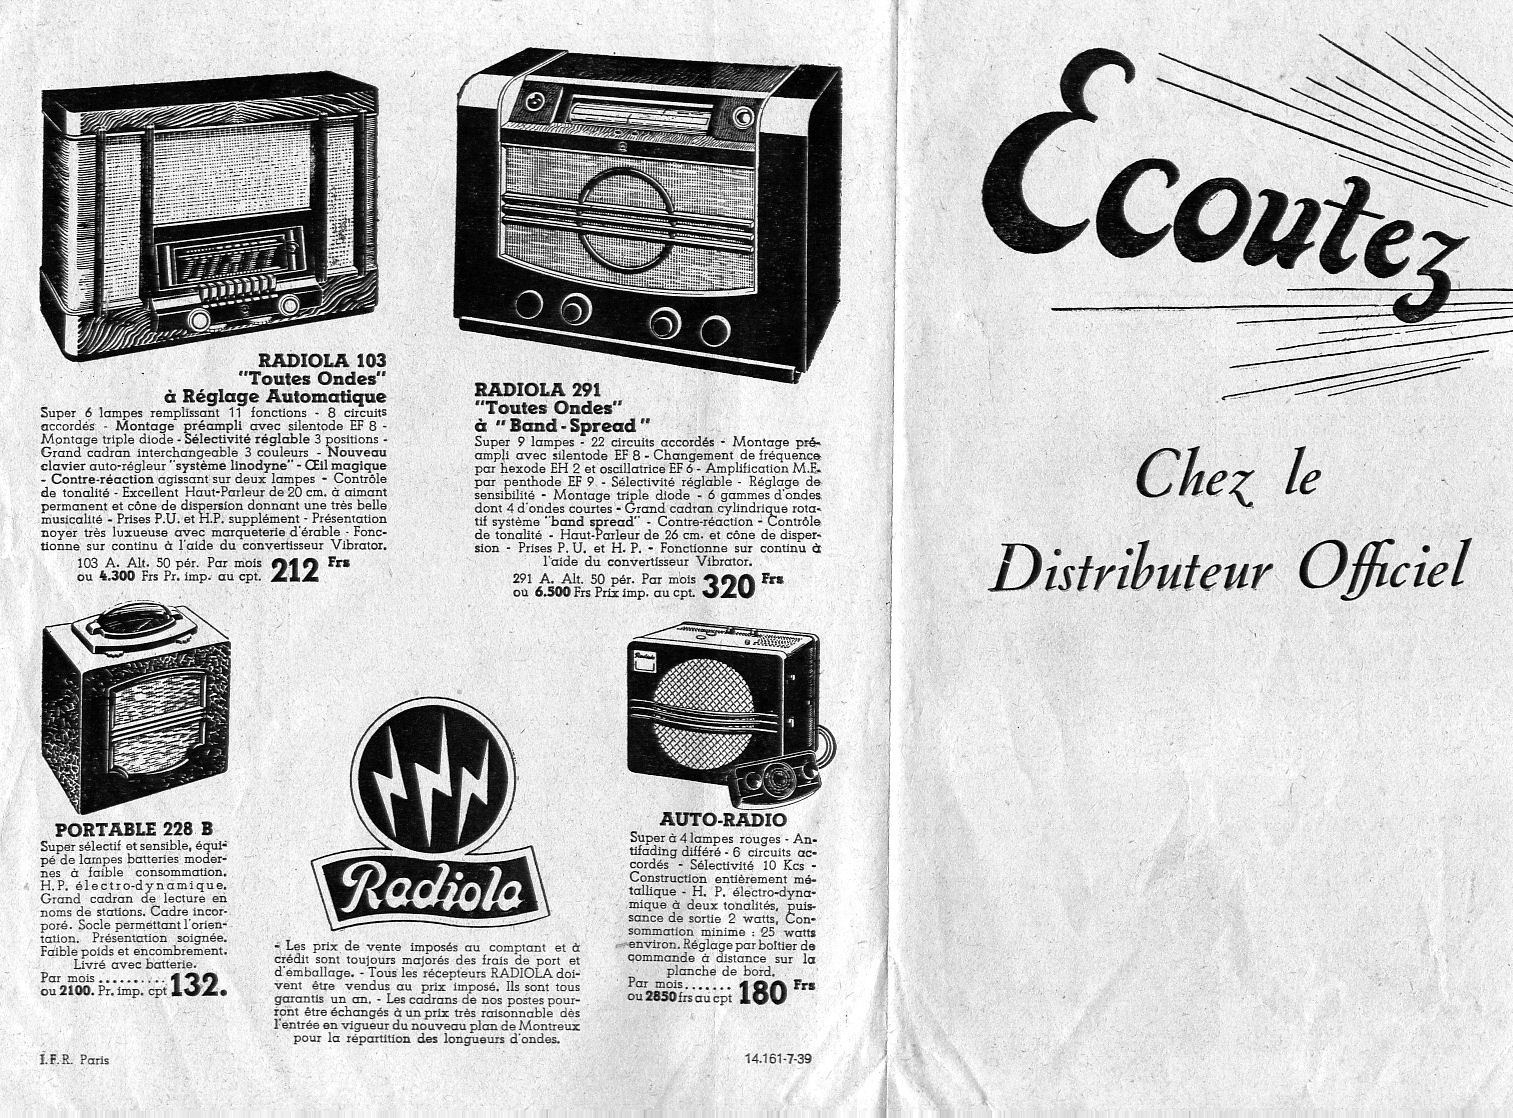 RADIOLA 103
"Toutes Ondes"
à Réglage Automatique
Super 6 lampes remplissant 11 fonctions - 8 circuits
accordés - Montage préampli avec silentode EF 8 -
Montage triple diode - Sélectivité réglable 3 positions -
Grand cadran interchangeable 3 couleurs - Nouveau
clavier auto-régleur "système linodyne" - Œil magique
- Contre-réaction agissant sur deux lampes - Contrôle
de tonalité - Excellent Haut-Parleur de 20 cm. à aimant
permanent et cône de dispersion donnant une très belle
musicalité - Prises P.U. et H.P. supplément - Présentation
noyer très luxueuse avec marqueterie d'érable - Fonc-
tionne sur continu à l'aide du convertisseur Vibrator.
103 A. Alt. 50 pér. Par mois 212 Frs
ou 4.300 Frs Pr. imp. au cpt.
RADIOLA 291
"Toutes Ondes"
à "Band-Spread"
Super 9 lampes - 22 circuits accordés - Montage pré-
ampli avec silentode EF 8 - Changement de fréquence
par hexode EH 2 et oscillatrice EF 6 - Amplification M.F.
par penthode EF 9 - Sélectivité réglable - Réglage de
sensibilité - Montage triple diode - 6 gammes d'ondes
dont 4 d'ondes courtes - Grand cadran cylindrique rota-
tif système "band spread" - Contre-réaction - Contrôle
de tonalité - Haut-Parleur de 26 cm. et cône de disper-
sion - Prises P. U. et H. P. - Fonctionne sur continu à
l'aide du convertisseur Vibrator.
291 A. Alt. 50 pér. Par mois 320 Frs
ou 6.500 Frs Prix imp. au cpt.
PORTABLE 228 B
Super sélectif et sensible, équi-
pé de lampes batteries moder-
nes à faible consommation.
H.P. électro-dynamique.
Grand cadran de lecture en
noms de stations. Cadre incor-
poré. Socle permettant l'orien-
tation. Présentation soignée.
Faible poids et encombrement.
Livré avec batterie.
Par mois .......... 132.
ou 2100. Pr. imp. cpt
Radiola
- Les prix de vente imposés au comptant et à
crédit sont toujours majorés des frais de port et
d'emballage. - Tous les récepteurs RADIOLA doi-
vent être vendus au prix imposé. Ils sont tous
garantis un an. - Les cadrans de nos postes pour-
ront être échangés à un prix très raisonnable dès
l'entrée en vigueur du nouveau plan de Montreux
pour la répartition des longueurs d'ondes.
Radiola
AUTO-RADIO
Super à 4 lampes rouges - An-
tifading différé - 6 circuits ac-
cordés - Sélectivité 10 Kcs -
Construction entièrement mé-
tallique - H. P. électro-dyna-
mique à deux tonalités, puis-
sance de sortie 2 watts, Con-
sommation minime : 25 watts
environ. Réglage par boîtier de
commande à distance sur la
planche de bord.
Par mois....... 180 Frs
ou 2850 frs au cpt
I.F.R. Paris
14.161-7-39
Ecoutez
Chez le
Distributeur Officiel